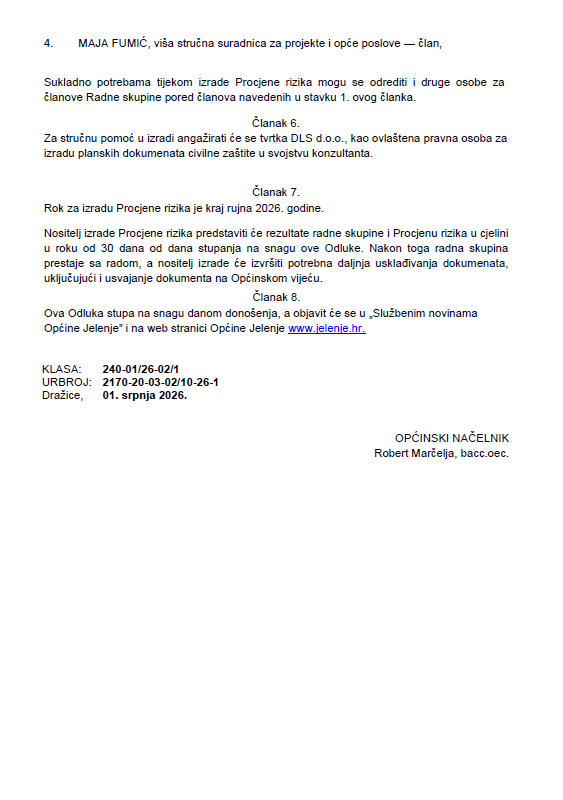 4. MAJA FUMIĆ, viša stručna suradnica za projekte i opće poslove — član,
Sukladno potrebama tijekom izrade Procjene rizika mogu se odrediti i druge osobe za
članove Radne skupine pored članova navedenih u stavku 1. ovog članka.
Članak 6.
Za stručnu pomoć u izradi angažirati će se tvrtka DLS d.o.o., kao ovlaštena pravna osoba za
izradu planskih dokumenata civilne zaštite u svojstvu konzultanta.
Članak 7.
Rok za izradu Procjene rizika je kraj rujna 2026. godine.
Nositelj izrade Procjene rizika predstaviti će rezultate radne skupine i Procjenu rizika u cjelini
u roku od 30 dana od dana stupanja na snagu ove Odluke. Nakon toga radna skupina
prestaje sa radom, a nositelj izrade će izvršiti potrebna daljnja usklađivanja dokumenata,
uključujući i usvajanje dokumenta na Općinskom vijeću.
Članak 8.
Ova Odluka stupa na snagu danom donošenja, a objavit će se u „Službenim novinama
Općine Jelenje” i na web stranici Općine Jelenje www.jelenje.hr.
KLASA: 240-01/26-02/1
URBROJ: 2170-20-03-02/10-26-1
Dražice, 01. srpnja 2026.
OPĆINSKI NAČELNIK
Robert Marčelja, bacc.oec.